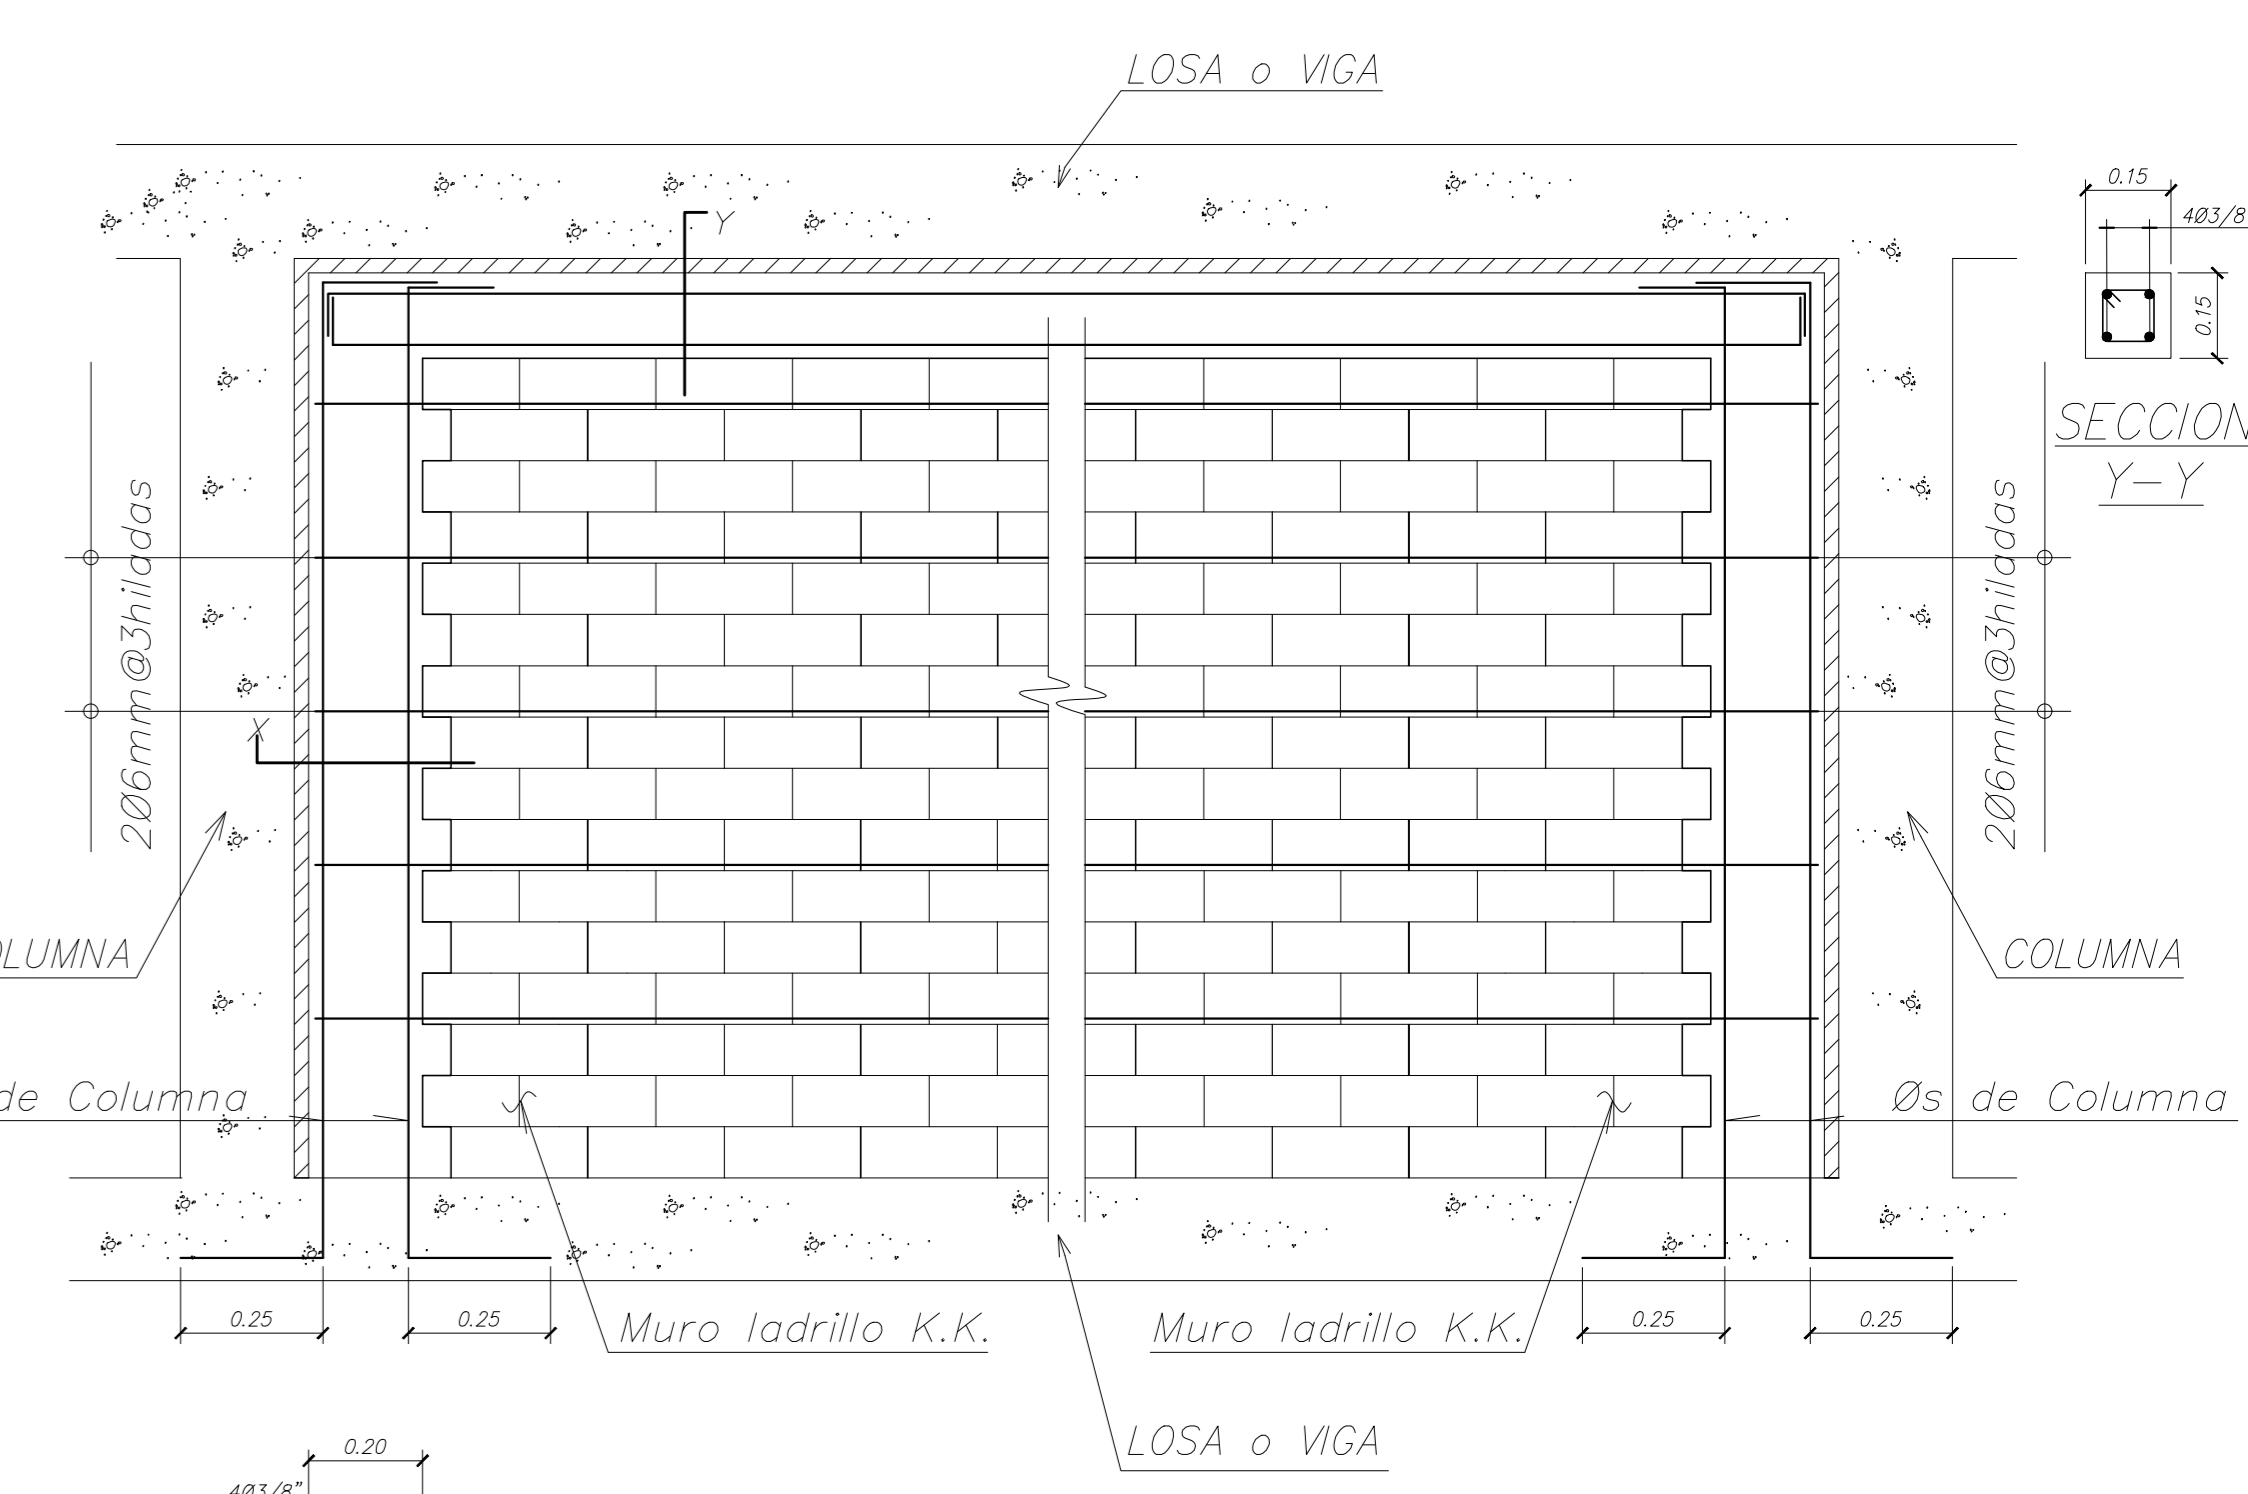 LOSA o VIGA
0.15
4Ø3/8
Y
0.15
SECCION
Y-Y
2Ø6mm@3hiladas
2Ø6mm@3hiladas
X
OLUMNA
COLUMNA
de Columna
Øs de Columna
0.25
0.25
0.25
0.25
Muro ladrillo K.K.
Muro ladrillo K.K.
LOSA o VIGA
0.20
4Ø3/8"